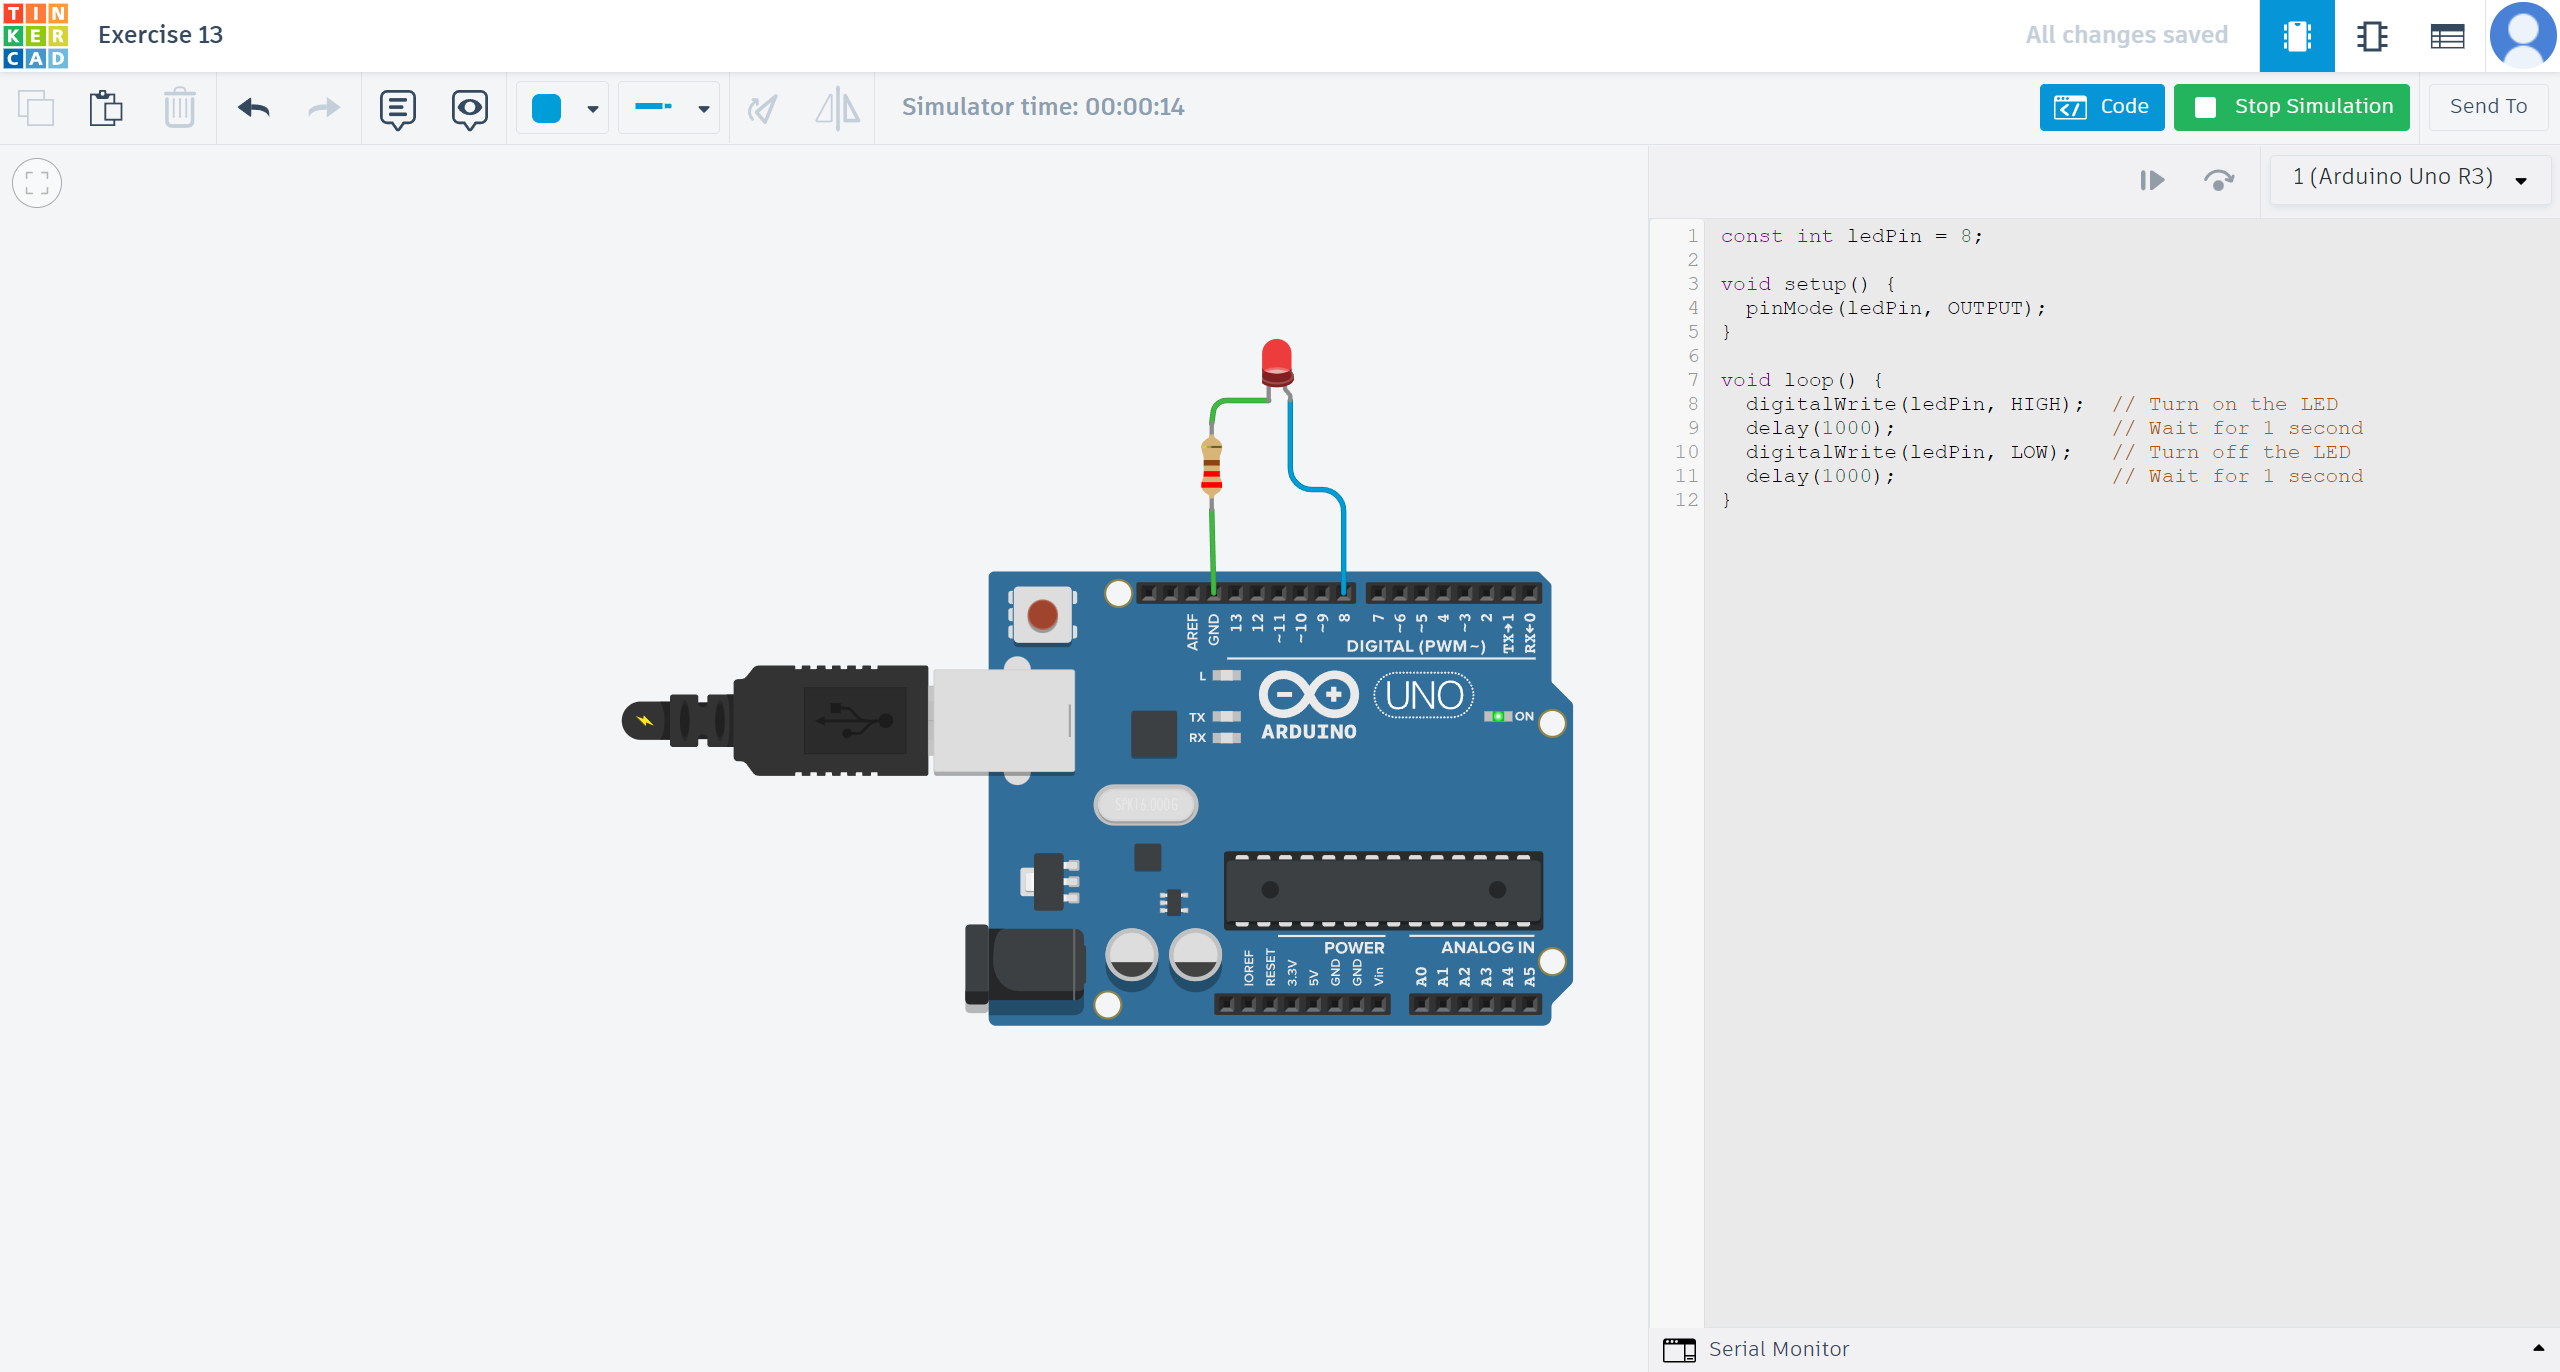 TIN
KER
CAD
Exercise 13
All changes saved
Simulator time: 00:00:14
Code
Stop Simulation
Send To
1 (Arduino Uno R3)
1 const int ledPin = 8;
2
3 void setup() {
4   pinMode(ledPin, OUTPUT);
5 }
6
7 void loop() {
8   digitalWrite(ledPin, HIGH);  // Turn on the LED
9   delay(1000);                 // Wait for 1 second
10   digitalWrite(ledPin, LOW);   // Turn off the LED
11   delay(1000);                 // Wait for 1 second
12 }
AREF GND 13 12 ~11 ~10 ~9 8 7 ~6 ~5 4 ~3 2 TX→1 RX←0
DIGITAL (PWM ~)
L
UNO
TX
ON
RX
ARDUINO
SPK16.000G
POWER ANALOG IN
IOREF RESET 3.3V 5V GND GND Vin A0 A1 A2 A3 A4 A5
Serial Monitor